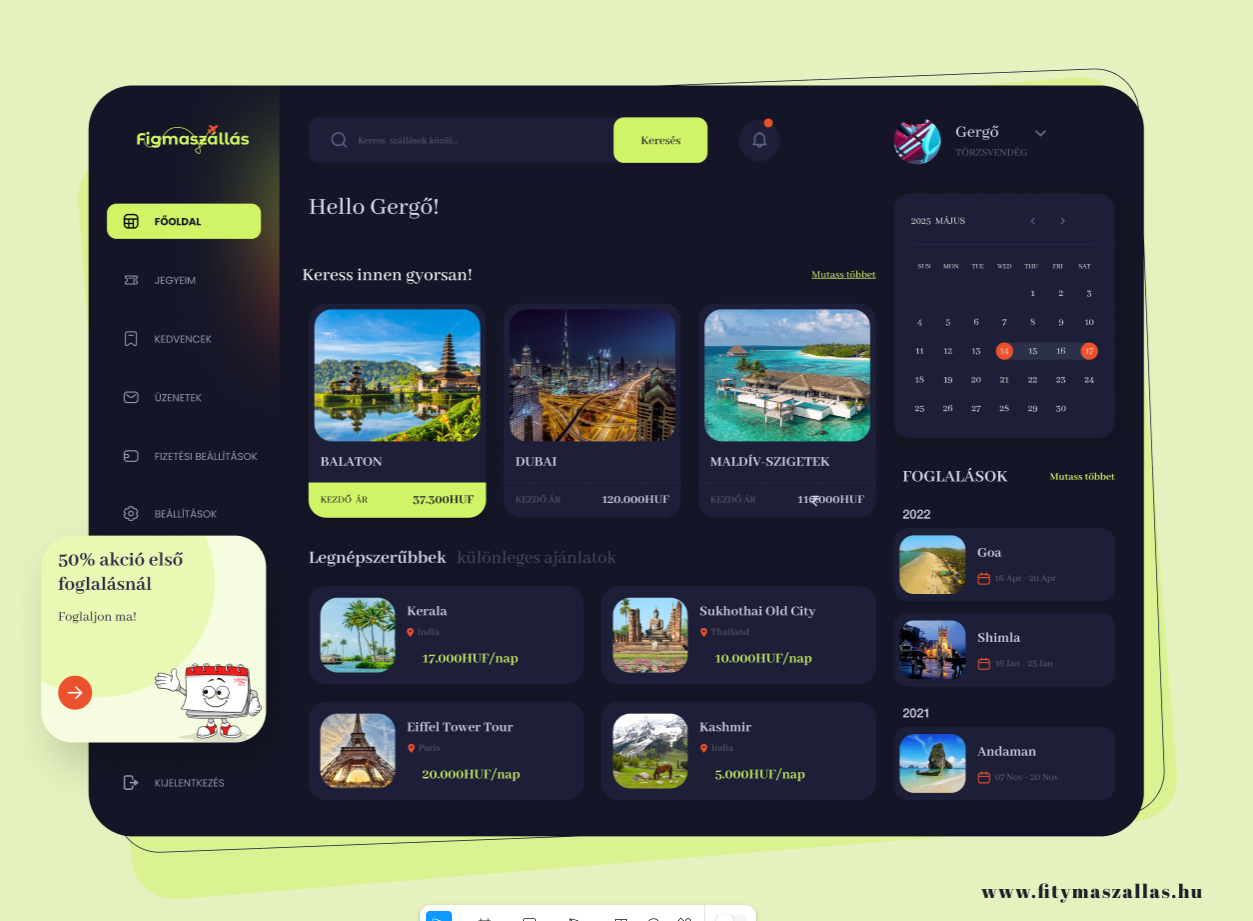 Figmaszállás
Keress szállások közül...
Keresés
Gergő
TÖRZSVENDÉG
FŐOLDAL
JEGYEIM
KEDVENCEK
ÜZENETEK
FIZETÉSI BEÁLLÍTÁSOK
BEÁLLÍTÁSOK
50% akció első
foglalásnál
Foglaljon ma!
KIJELENTKEZÉS
Hello Gergő!
Keress innen gyorsan!
Mutass többet
BALATON
KEZDŐ ÁR 37.300HUF
DUBAI
KEZDŐ ÁR 120.000HUF
MALDÍV-SZIGETEK
KEZDŐ ÁR
Legnépszerűbbek különleges ajánlatok
Kerala
India
17.000HUF/nap
Sukhothai Old City
Thailand
10.000HUF/nap
Eiffel Tower Tour
Paris
20.000HUF/nap
Kashmir
India
5.000HUF/nap
2025 MÁJUS
SUN MON TUE WED THU FRI SAT
1 2 3
4 5 6 7 8 9 10
11 12 13 14 15 16 17
18 19 20 21 22 23 24
25 26 27 28 29 30
FOGLALÁSOK
Mutass többet
2022
Goa
16 Apr - 20 Apr
Shimla
16 Jan - 25 Jan
2021
Andaman
07 Nov - 20 Nov
www.fitymaszallas.hu